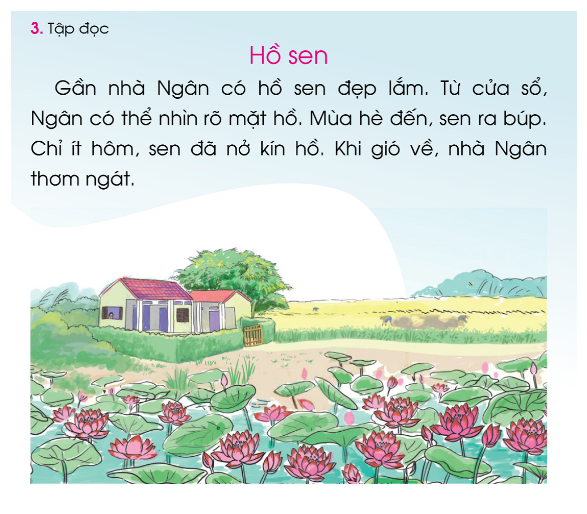 3. Tập đọc
Hồ sen
Gần nhà Ngân có hồ sen đẹp lắm. Từ cửa sổ,
Ngân có thể nhìn rõ mặt hồ. Mùa hè đến, sen ra búp.
Chỉ ít hôm, sen đã nở kín hồ. Khi gió về, nhà Ngân
thơm ngát.